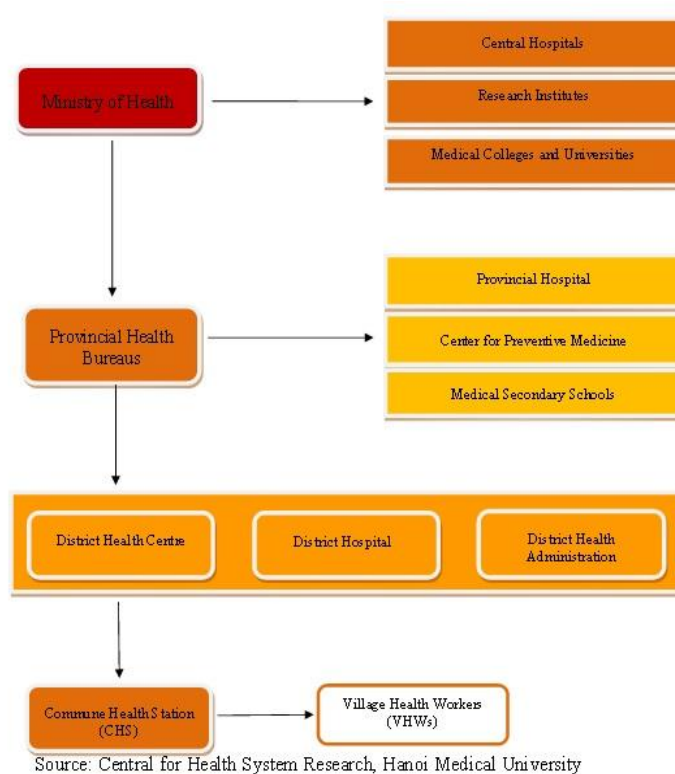 Central Hospitals
Ministry of Health
Research Institutes
Medical Colleges and Universities
Provincial Hospital
Provincial Health
Bureaus
Center for Preventive Medicine
Medical Secondary Schools
District Health Centre
District Hospital
District Health
Administration
Commune Health Station
(CHS)
Village Health Workers
(VHWs)
Source: Central for Health System Research, Hanoi Medical University